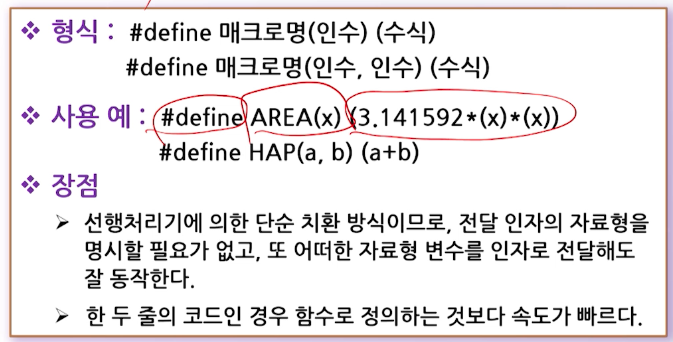 ❖ 형식 : #define 매크로명(인수) (수식)
#define 매크로명(인수, 인수) (수식)
❖ 사용 예 : #define AREA(x) (3.141592*(x)*(x))
#define HAP(a, b) (a+b)
❖ 장점
➢ 선행처리기에 의한 단순 치환 방식이므로, 전달 인자의 자료형을
명시할 필요가 없고, 또 어떠한 자료형 변수를 인자로 전달해도
잘 동작한다.
➢ 한 두 줄의 코드인 경우 함수로 정의하는 것보다 속도가 빠르다.